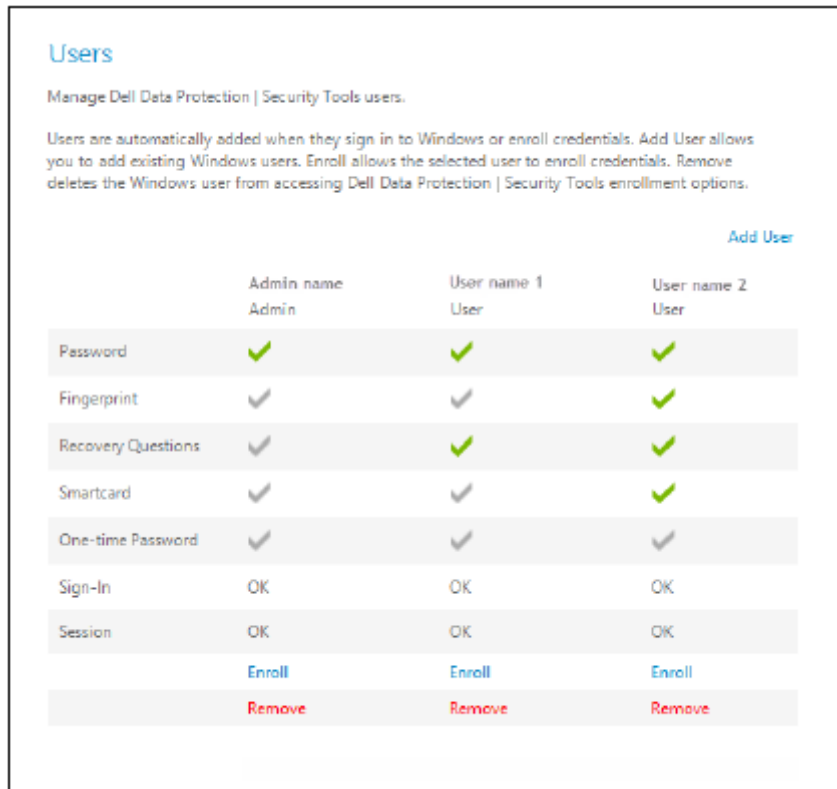 Users
Manage Dell Data Protection | Security Tools users.
Users are automatically added when they sign in to Windows or enroll credentials. Add User allows
you to add existing Windows users. Enroll allows the selected user to enroll credentials. Remove
deletes the Windows user from accessing Dell Data Protection | Security Tools enrollment options.
Add User
Admin name User name 1 User name 2
Admin User User
Password
Fingerprint
Recovery Questions
Smartcard
One-time Password
Sign-In OK OK OK
Session OK OK OK
Enroll Enroll Enroll
Remove Remove Remove